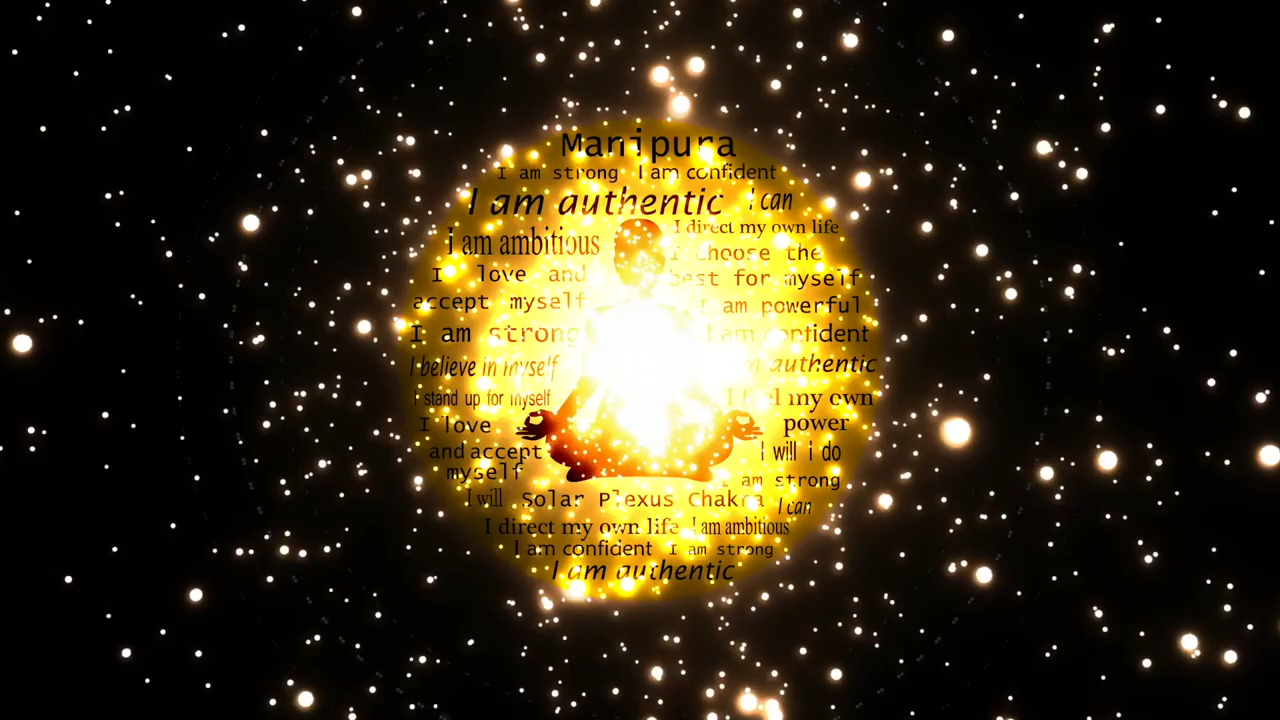 Manipura
I am strong I am confident
I am authentic I can
I am ambitious
I direct my own life
I choose the
best for myself
I love and
accept myself
I am powerful
I am strong
I am confident
I believe in myself
authentic
I stand up for myself
I feel my own
power
I love
and accept
myself
I will i do
I am strong
I will Solar Plexus Chakra I can
I direct my own life I am ambitious
I am confident I am strong
I am authentic